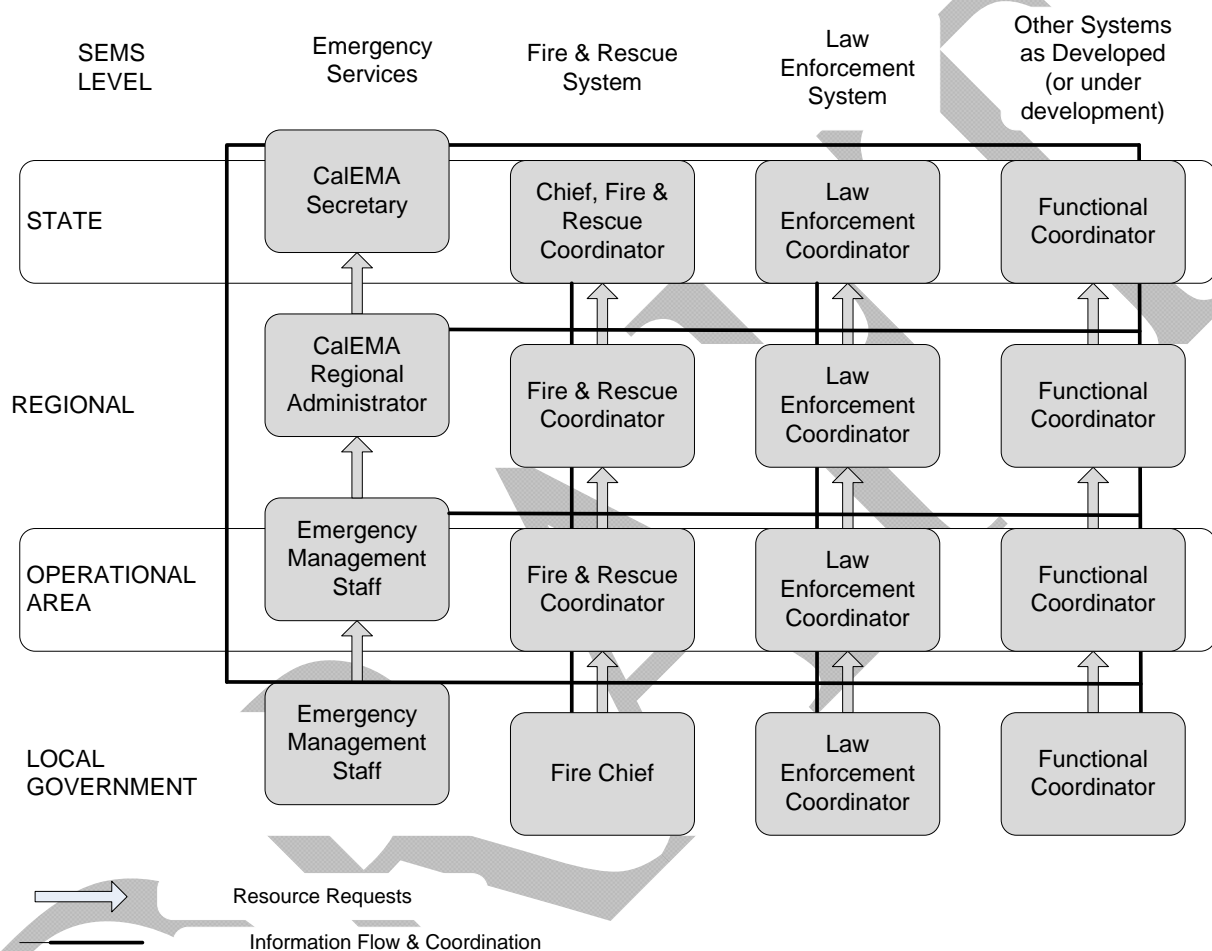 SEMS
LEVEL
Emergency
Services
Fire & Rescue
System
Law
Enforcement
System
Other Systems
as Developed
(or under
development)
STATE
CalEMA
Secretary
Chief, Fire &
Rescue
Coordinator
Law
Enforcement
Coordinator
Functional
Coordinator
REGIONAL
CalEMA
Regional
Administrator
Fire & Rescue
Coordinator
Law
Enforcement
Coordinator
Functional
Coordinator
OPERATIONAL
AREA
Emergency
Management
Staff
Fire & Rescue
Coordinator
Law
Enforcement
Coordinator
Functional
Coordinator
LOCAL
GOVERNMENT
Emergency
Management
Staff
Fire Chief
Law
Enforcement
Coordinator
Functional
Coordinator
Resource Requests
Information Flow & Coordination